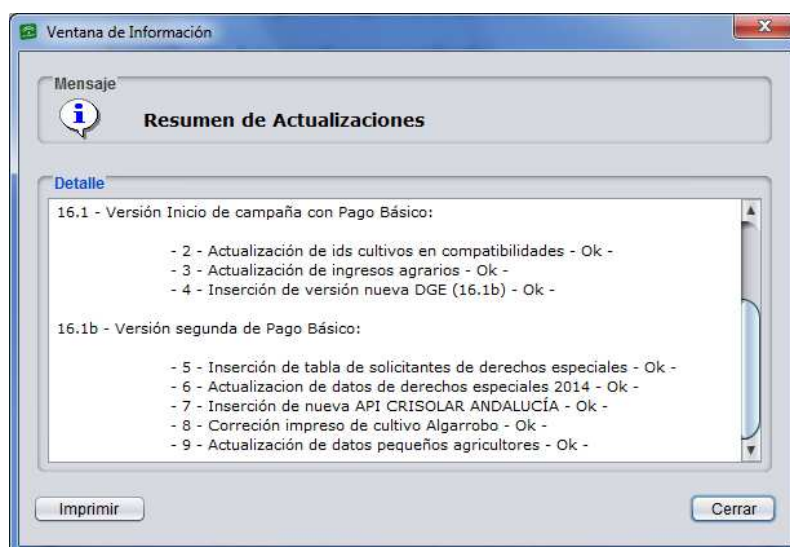 Ventana de Información
Mensaje
Resumen de Actualizaciones
Detalle
16.1 - Versión Inicio de campaña con Pago Básico:
- 2 - Actualización de ids cultivos en compatibilidades - Ok -
- 3 - Actualización de ingresos agrarios - Ok -
- 4 - Inserción de versión nueva DGE (16.1b) - Ok -
16.1b - Versión segunda de Pago Básico:
- 5 - Inserción de tabla de solicitantes de derechos especiales - Ok -
- 6 - Actualizacion de datos de derechos especiales 2014 - Ok -
- 7 - Inserción de nueva API CRISOLAR ANDALUCÍA - Ok -
- 8 - Correción impreso de cultivo Algarrobo - Ok -
- 9 - Actualización de datos pequeños agricultores - Ok -
Imprimir
Cerrar